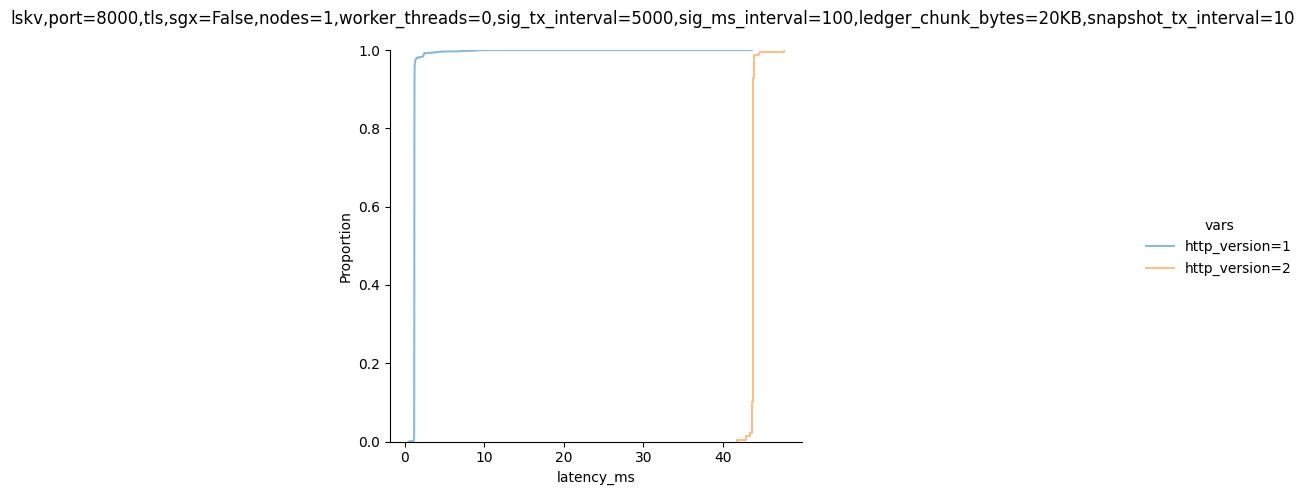 lskv,port=8000,tls,sgx=False,nodes=1,worker_threads=0,sig_tx_interval=5000,sig_ms_interval=100,ledger_chunk_bytes=20KB,snapshot_tx_interval=10
1.0
0.8
0.6
0.4
0.2
0.0
Proportion
0 10 20 30 40
latency_ms
vars
http_version=1
http_version=2